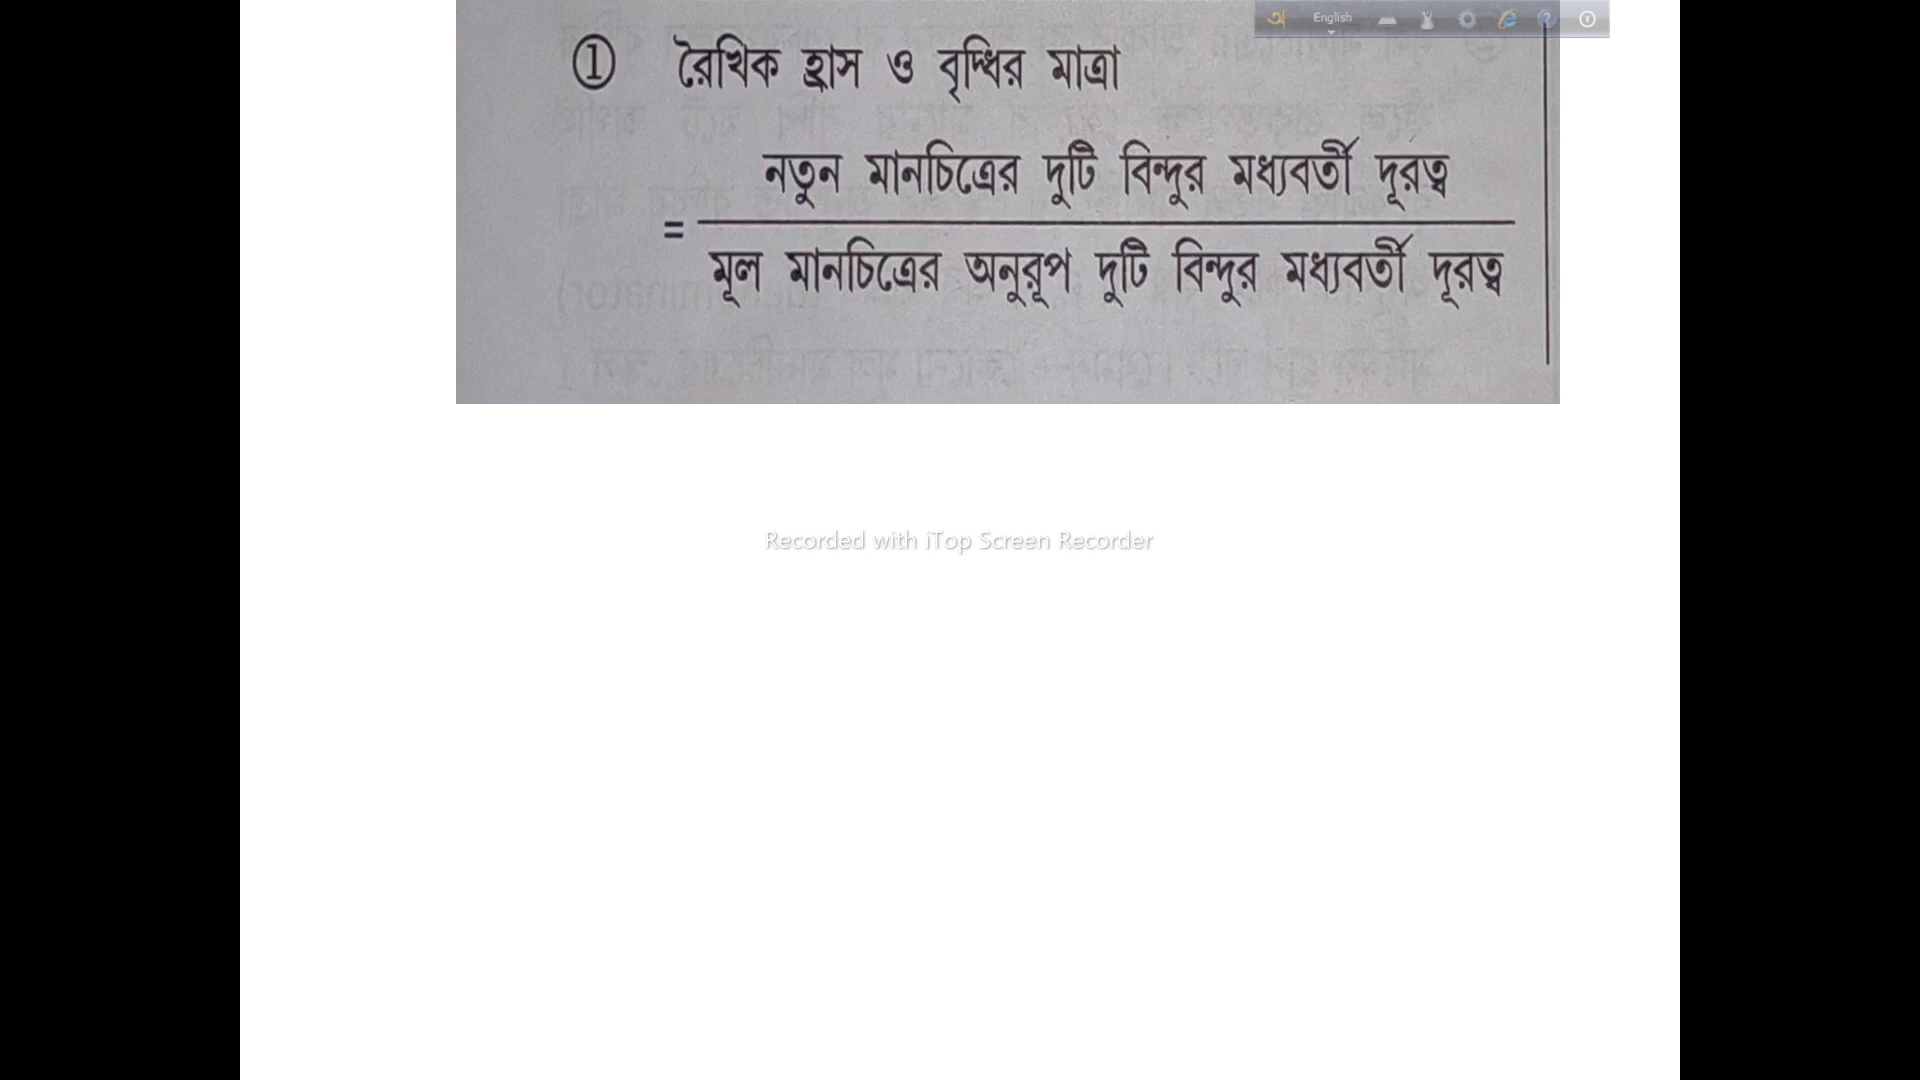 English
① রৈখিক হ্রাস ও বৃদ্ধির মাত্রা
নতুন মানচিত্রের দুটি বিন্দুর মধ্যবর্তী দূরত্ব
=
মূল মানচিত্রের অনুরূপ দুটি বিন্দুর মধ্যবর্তী দূরত্ব
Recorded with iTop Screen Recorder